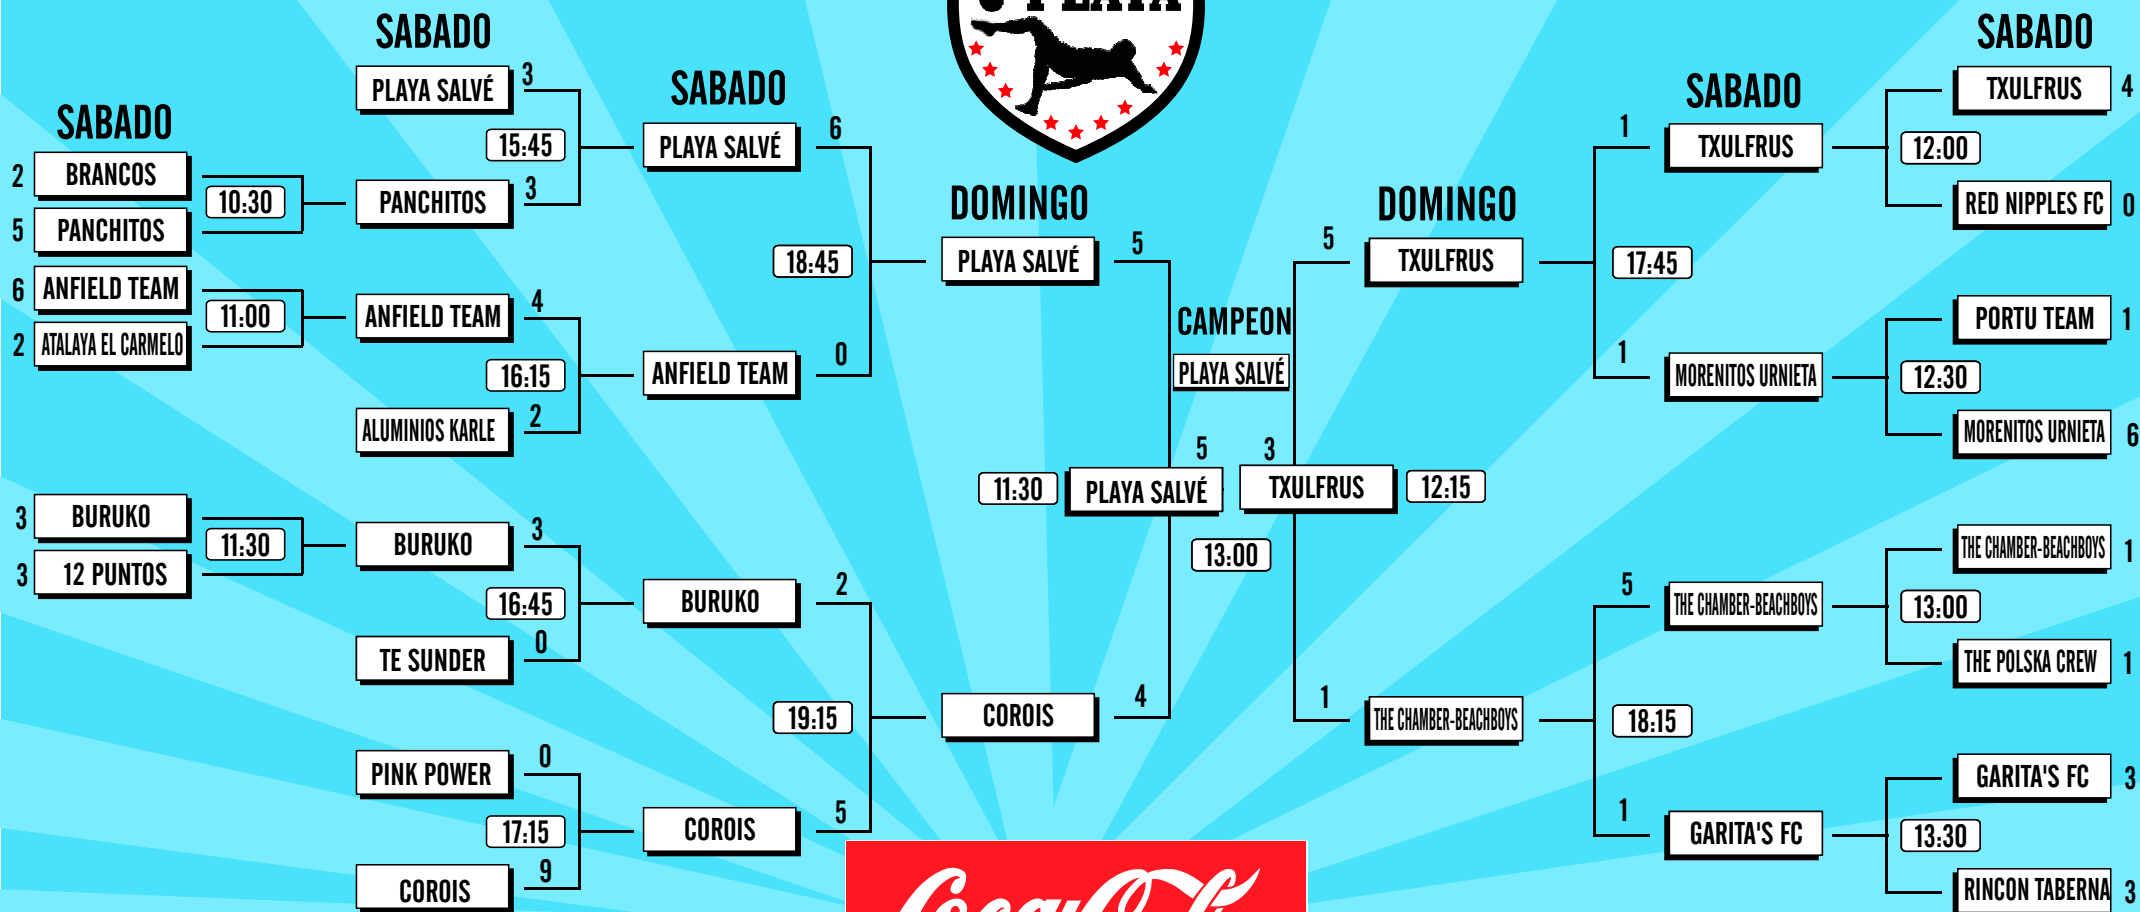 SABADO
BRANCOS 2
10:30
PANCHITOS 5
ANFIELD TEAM 6
11:00
ATALAYA EL CARMELO 2
BURUKO 3
11:30
12 PUNTOS 3
SABADO
PLAYA SALVÉ 3
15:45
PANCHITOS 3
ANFIELD TEAM 4
16:15
ALUMINIOS KARLE 2
BURUKO 3
16:45
TE SUNDER 0
PINK POWER 0
17:15
COROIS 9
SABADO
PLAYA SALVÉ 6
18:45
ANFIELD TEAM 0
BURUKO 2
19:15
COROIS 5
PLAYA
DOMINGO
PLAYA SALVÉ 5
COROIS 4
CAMPEON
PLAYA SALVÉ
5 3
11:30 PLAYA SALVÉ TXULFRUS 12:15
13:00
DOMINGO
5 TXULFRUS
1 THE CHAMBER-BEACHBOYS
SABADO
1 TXULFRUS
17:45
1 MORENITOS URNIETA
5 THE CHAMBER-BEACHBOYS
18:15
1 GARITA'S FC
SABADO
TXULFRUS 4
12:00
RED NIPPLES FC 0
PORTU TEAM 1
12:30
MORENITOS URNIETA 6
THE CHAMBER-BEACHBOYS 1
13:00
THE POLSKA CREW 1
GARITA'S FC 3
13:30
RINCON TABERNA 3